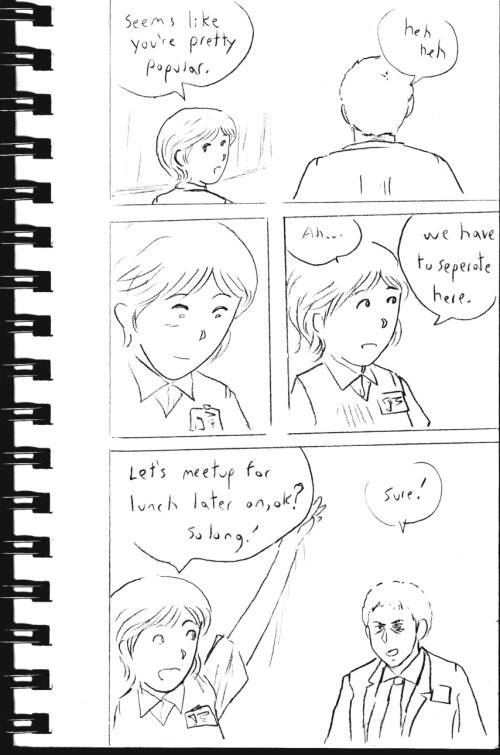 Seems like
you're pretty
popular.
heh
heh
Ah...
we have
to seperate
here.
Let's meetup for
lunch later on, ok?
So long!
Sure!